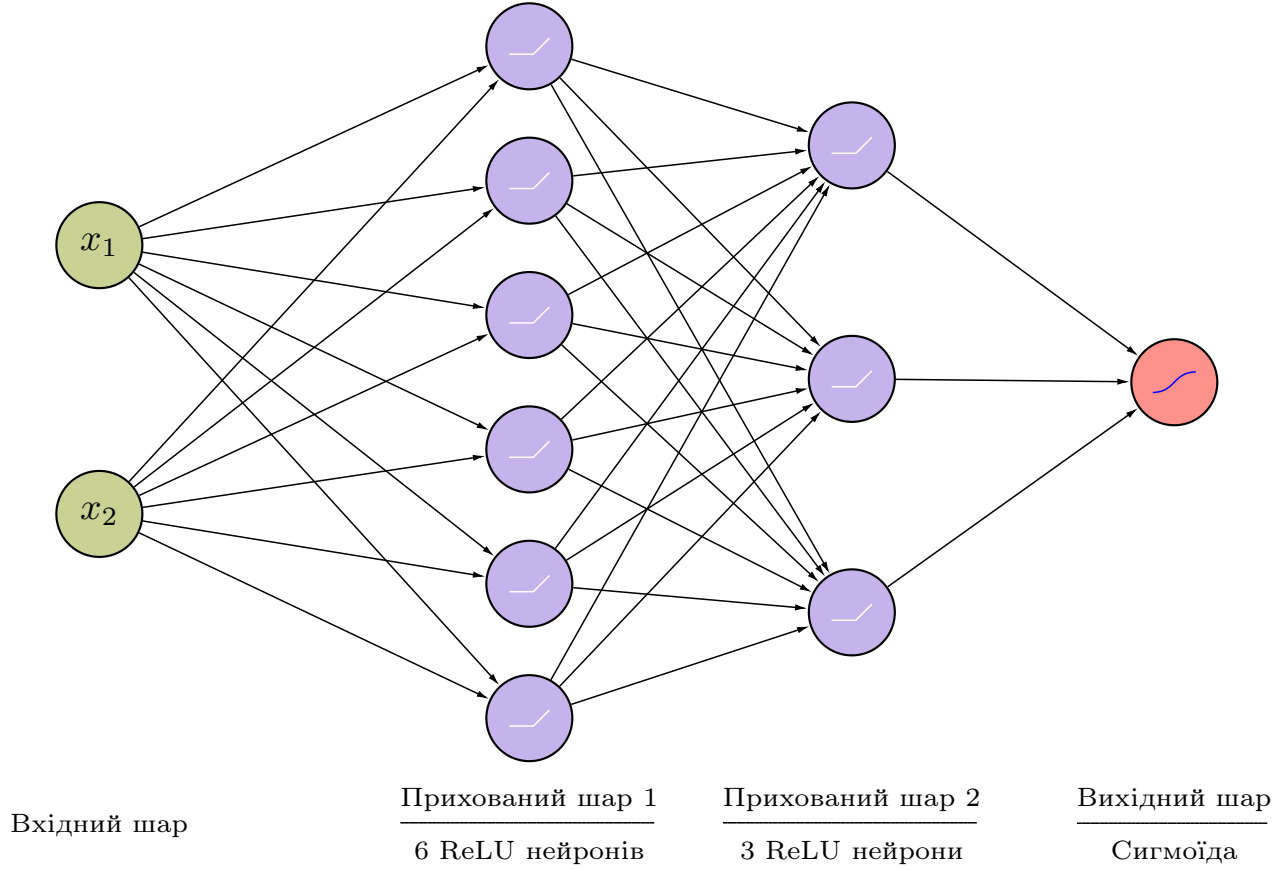 x1
x2
Вхідний шар
Прихований шар 1
6 ReLU нейронів
Прихований шар 2
3 ReLU нейрони
Вихідний шар
Сигмоїда